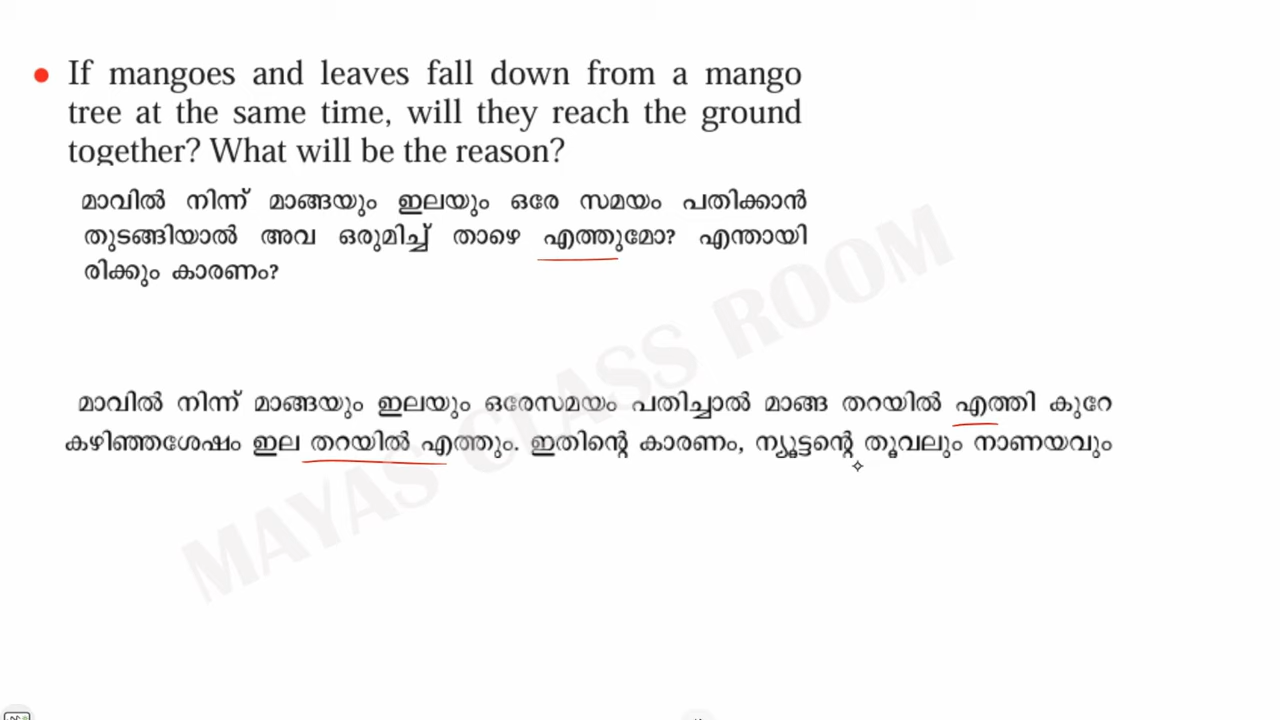 If mangoes and leaves fall down from a mango
tree at the same time, will they reach the ground
together? What will be the reason?
മാവിൽ നിന്ന് മാങ്ങയും ഇലയും ഒരേ സമയം പതിക്കാൻ
തുടങ്ങിയാൽ അവ ഒരുമിച്ച് താഴെ എത്തുമോ? എന്തായി
രിക്കും കാരണം?
മാവിൽ നിന്ന് മാങ്ങയും ഇലയും ഒരേസമയം പതിച്ചാൽ മാങ്ങ തറയിൽ എത്തി കുറേ
കഴിഞ്ഞശേഷം ഇല തറയിൽ എത്തും. ഇതിന്റെ കാരണം, ന്യൂട്ടന്റെ തൂവലും നാണയവും
MAYAS CLASS ROOM